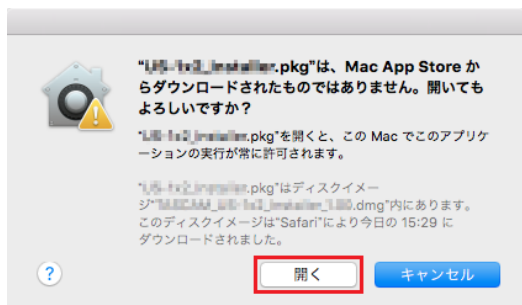 .pkg"は、Mac App Store か
らダウンロードされたものではありません。開いても
よろしいですか？
.pkg"を開くと、この Mac でこのアプリケ
ーションの実行が常に許可されます。
.pkg"はディスクイメー
ジ" .dmg"内にあります。
このディスクイメージは"Safari"により今日の 15:29 に
ダウンロードされました。
?
開く
キャンセル